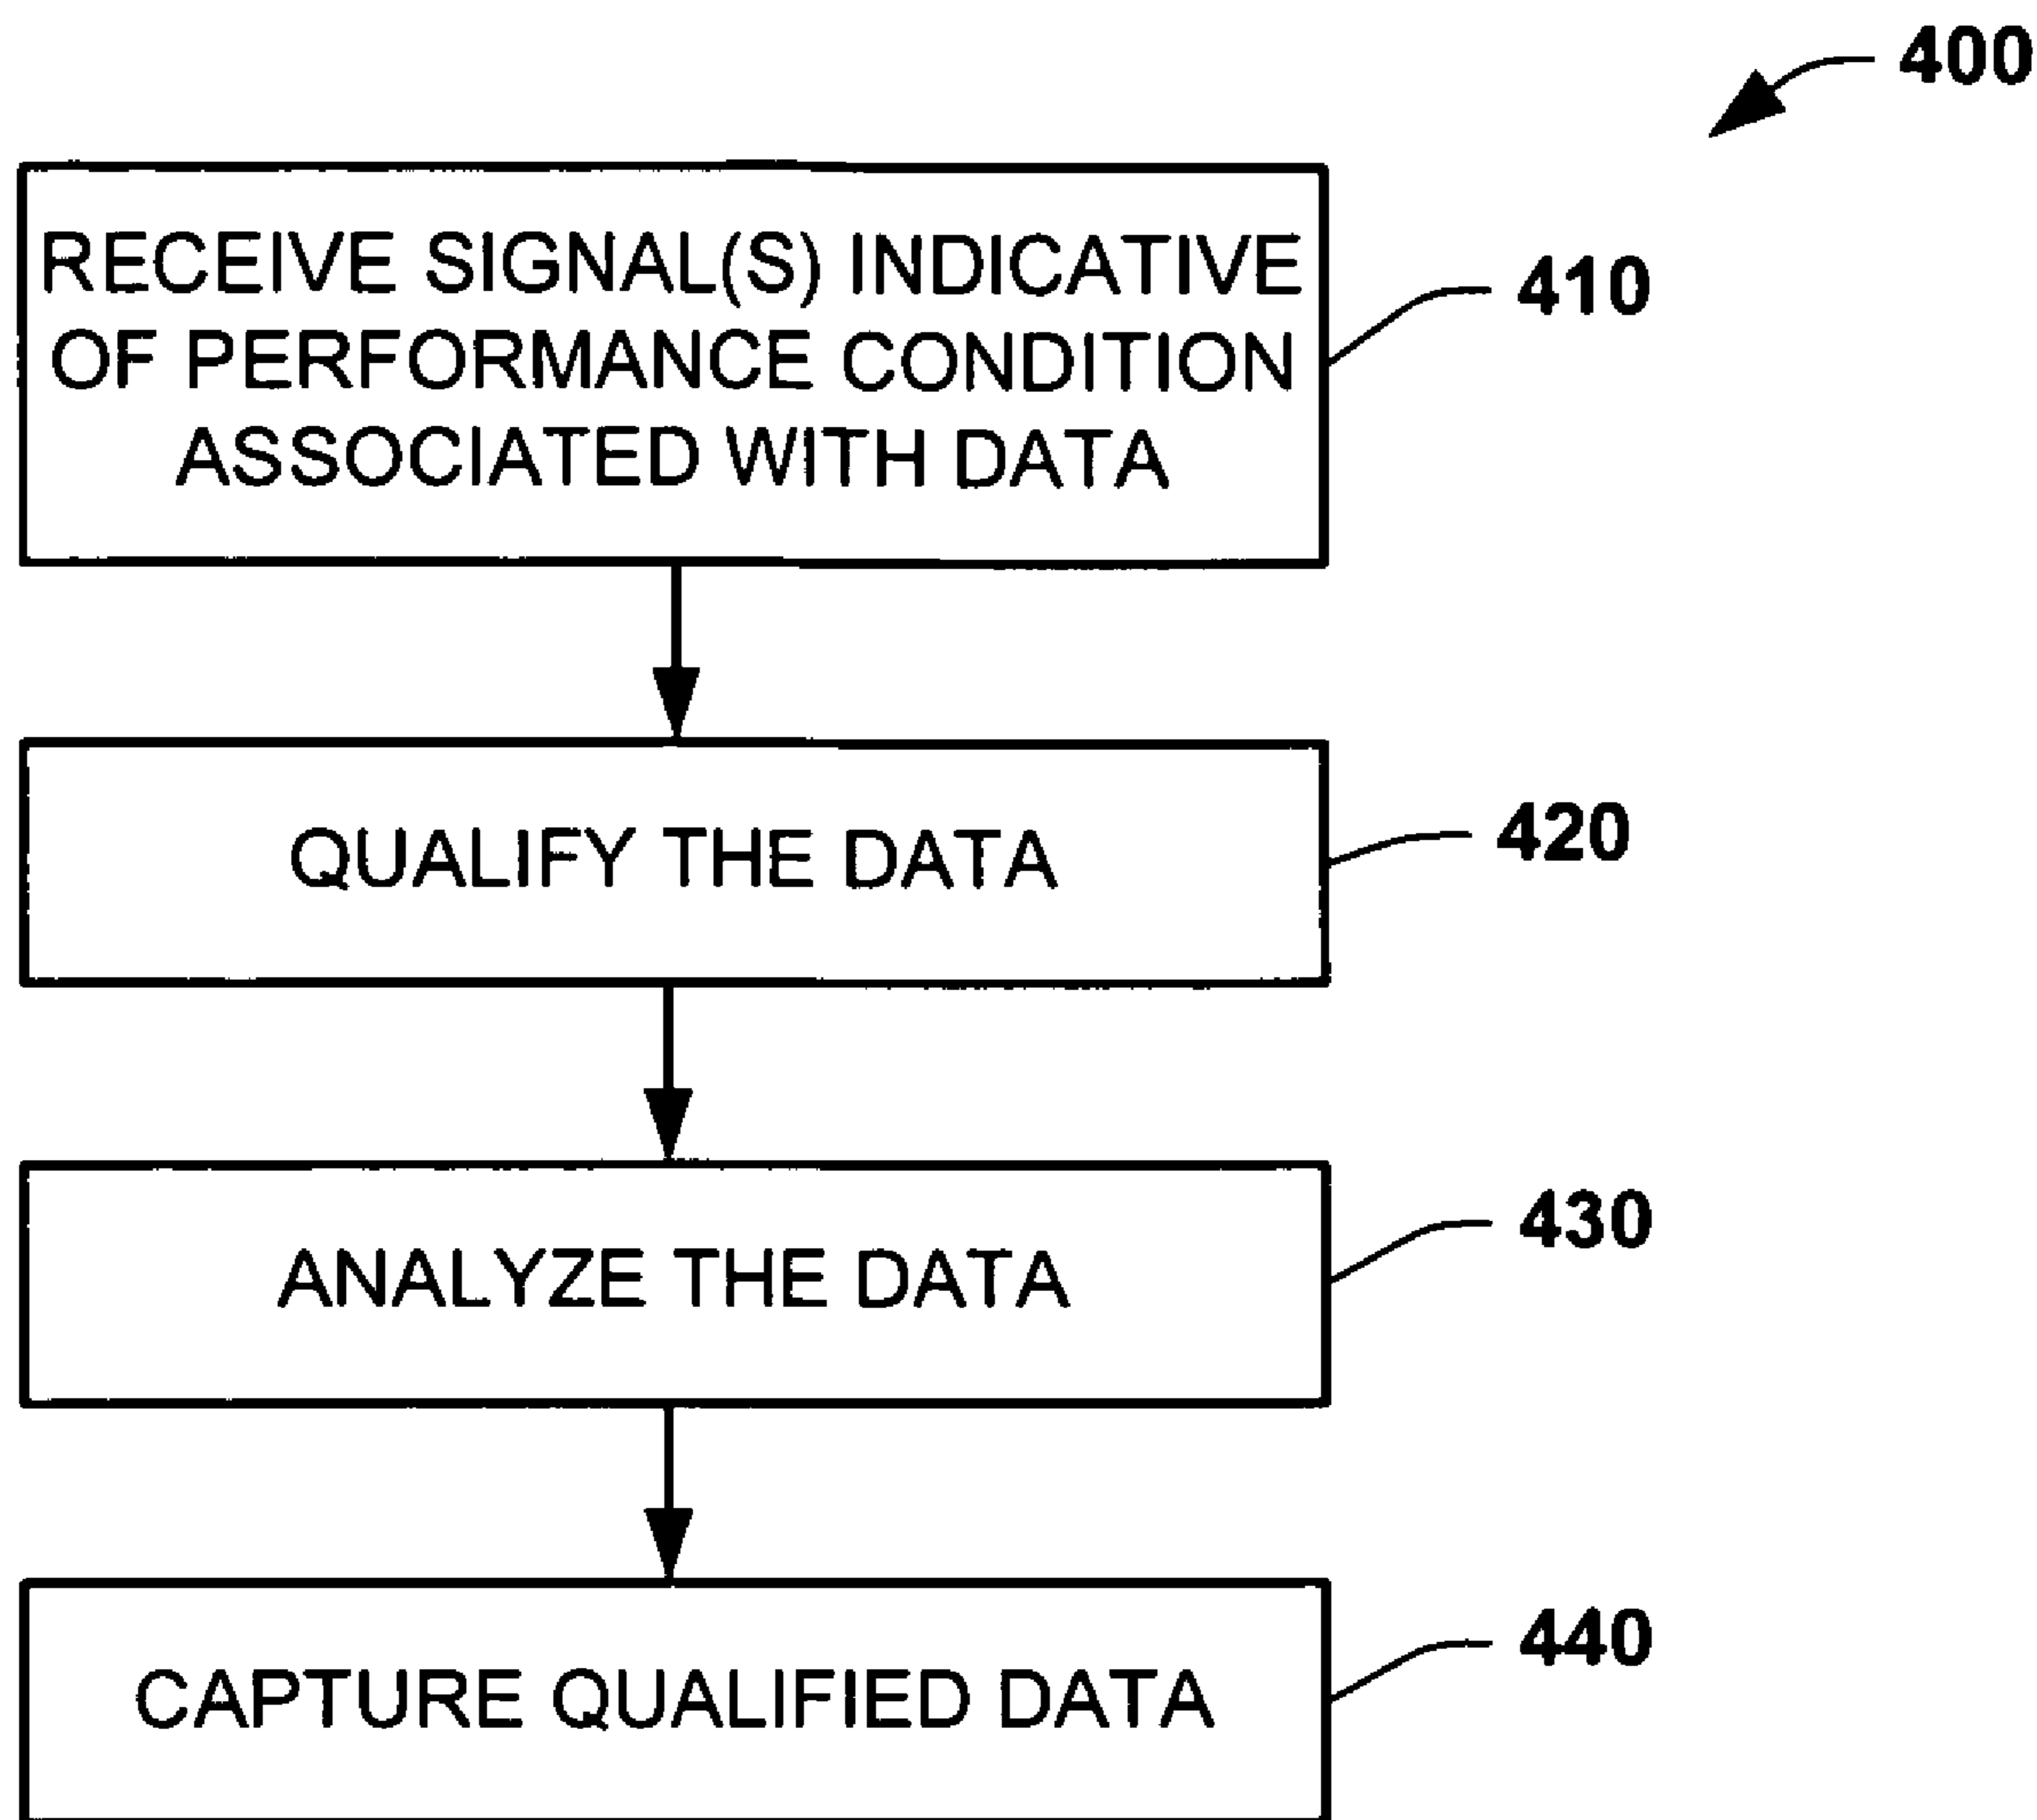 400
RECEIVE SIGNAL(S) INDICATIVE
OF PERFORMANCE CONDITION
ASSOCIATED WITH DATA
410
QUALIFY THE DATA
420
ANALYZE THE DATA
430
CAPTURE QUALIFIED DATA
440